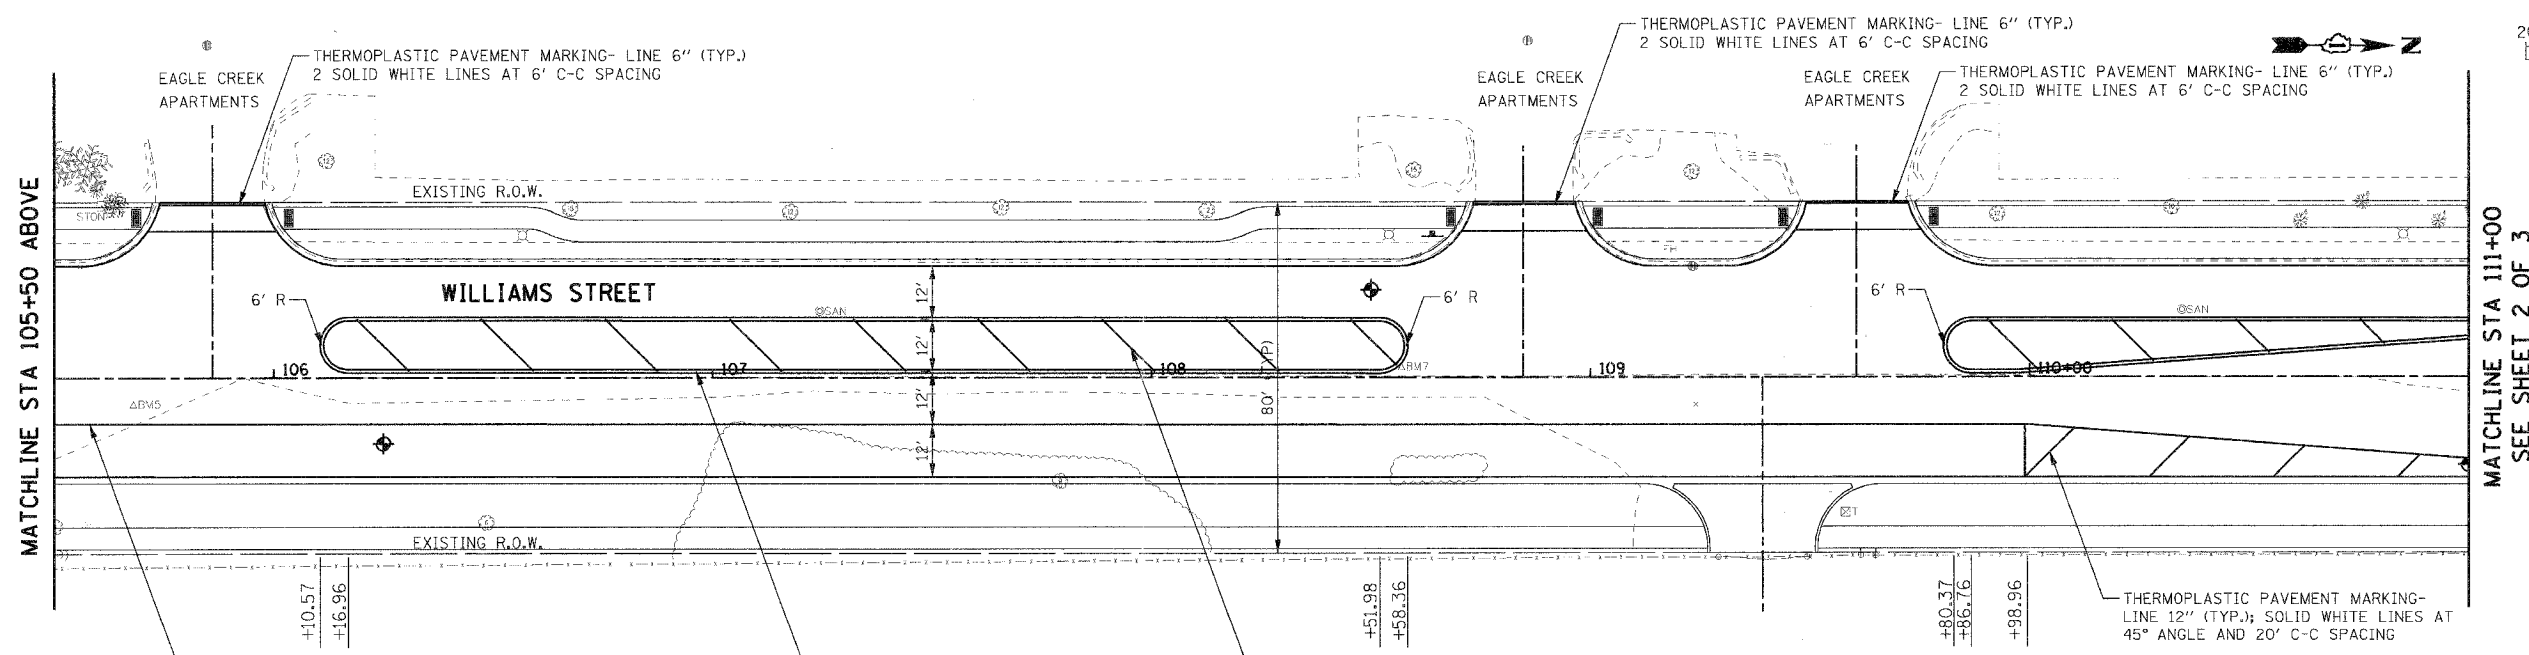 THERMOPLASTIC PAVEMENT MARKING- LINE 6" (TYP.)
2 SOLID WHITE LINES AT 6' C-C SPACING
EAGLE CREEK
APARTMENTS
THERMOPLASTIC PAVEMENT MARKING- LINE 6" (TYP.)
2 SOLID WHITE LINES AT 6' C-C SPACING
EAGLE CREEK
APARTMENTS
EAGLE CREEK
APARTMENTS
THERMOPLASTIC PAVEMENT MARKING- LINE 6" (TYP.)
2 SOLID WHITE LINES AT 6' C-C SPACING
N
MATCHLINE STA 105+50 ABOVE
EXISTING R.O.W.
WILLIAMS STREET
6' R
6' R
6' R
SAN
SAN
12'
12'
12'
12'
80' (TYP)
106
107
108
109
110+00
BM5
BM7
T
EXISTING R.O.W.
MATCHLINE STA 111+00
SEE SHEET 2 OF 3
+10.57
+16.96
+51.98
+58.36
+80.37
+86.76
+98.96
THERMOPLASTIC PAVEMENT MARKING-
LINE 12" (TYP.); SOLID WHITE LINES AT
45° ANGLE AND 20' C-C SPACING